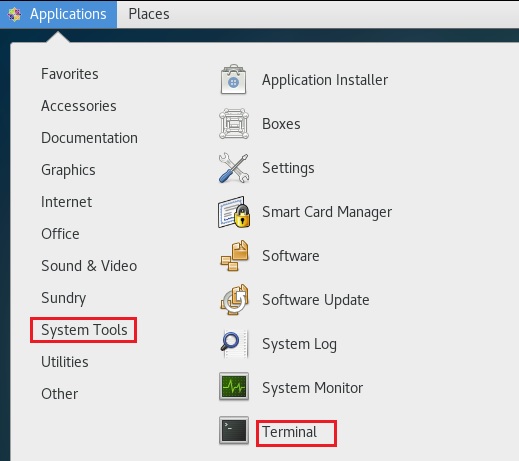 Applications Places
Favorites
Accessories
Documentation
Graphics
Internet
Office
Sound & Video
Sundry
System Tools
Utilities
Other
Application Installer
Boxes
Settings
Smart Card Manager
Software
Software Update
System Log
System Monitor
Terminal